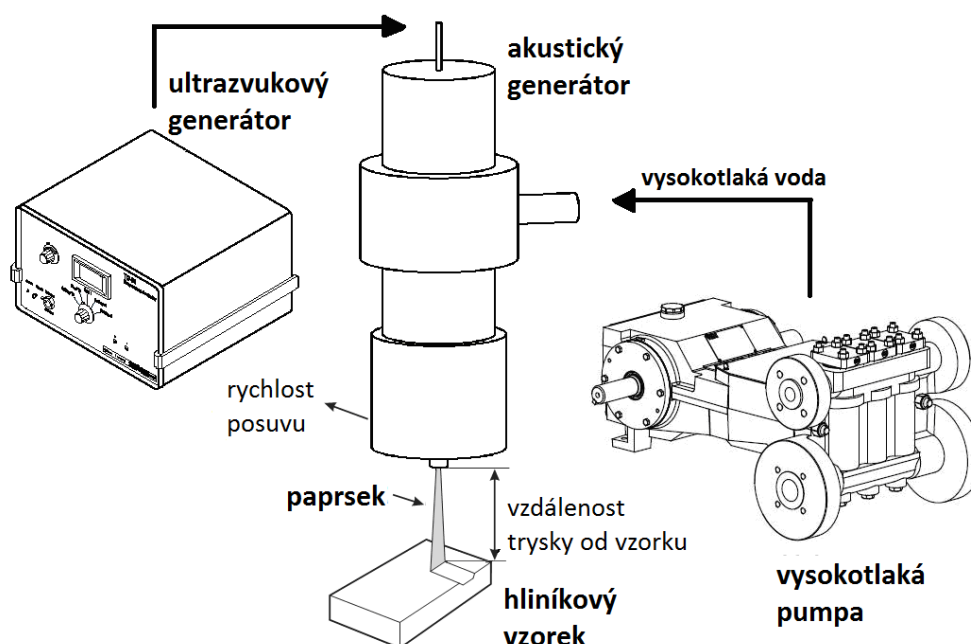 ultrazvukový
generátor
akustický
generátor
vysokotlaká voda
rychlost
posuvu
paprsek
vzdálenost
trysky od vzorku
hliníkový
vzorek
vysokotlaká
pumpa